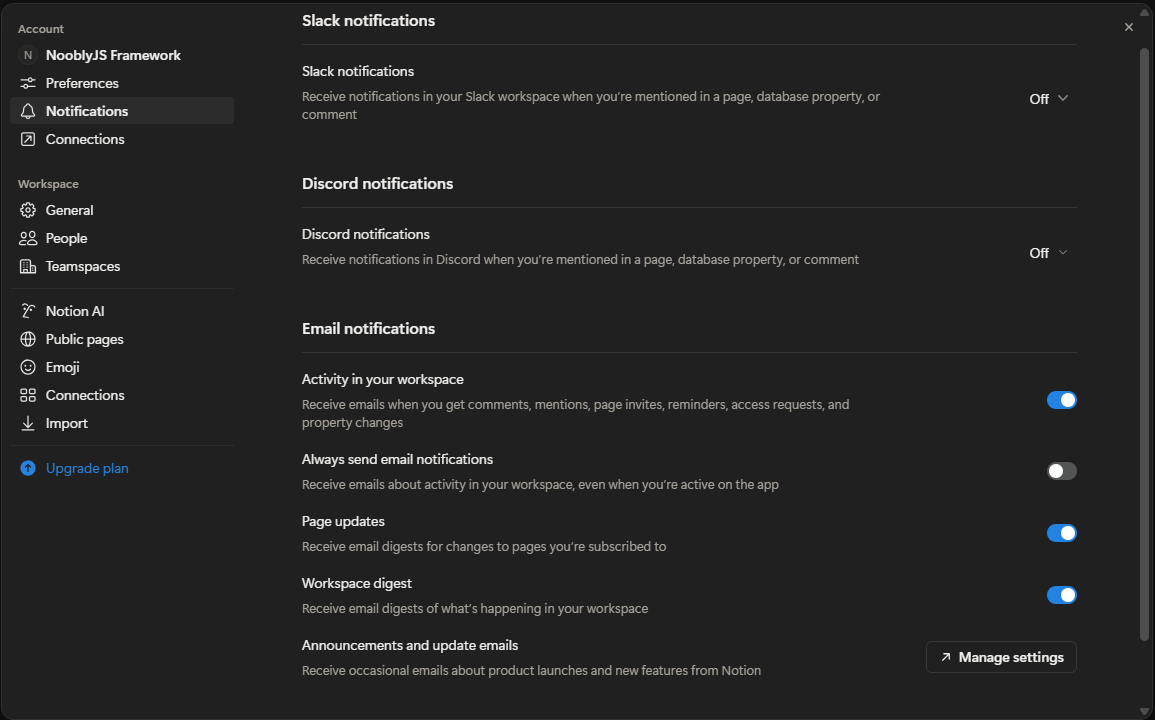 Account
N NooblyJS Framework
Preferences
Notifications
Connections
Workspace
General
People
Teamspaces
Notion AI
Public pages
Emoji
Connections
Import
Upgrade plan
Slack notifications
Slack notifications
Receive notifications in your Slack workspace when you're mentioned in a page, database property, or
comment
Off
Discord notifications
Discord notifications
Receive notifications in Discord when you're mentioned in a page, database property, or comment
Off
Email notifications
Activity in your workspace
Receive emails when you get comments, mentions, page invites, reminders, access requests, and
property changes
Always send email notifications
Receive emails about activity in your workspace, even when you're active on the app
Page updates
Receive email digests for changes to pages you're subscribed to
Workspace digest
Receive email digests of what's happening in your workspace
Announcements and update emails
Receive occasional emails about product launches and new features from Notion
Manage settings